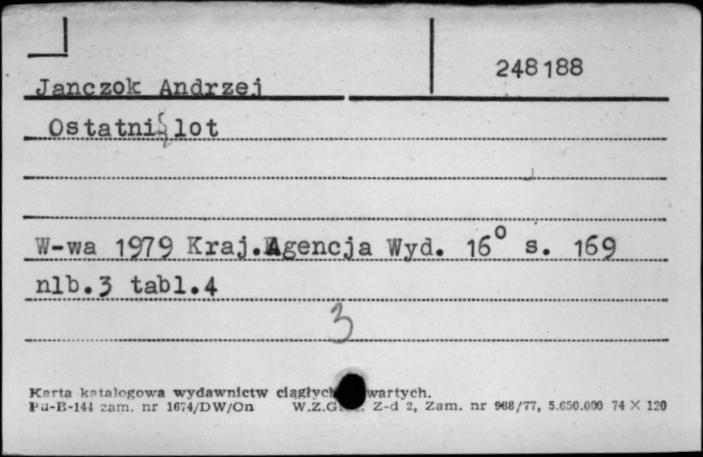 248188
Janczok Andrzej
Ostatni lot
W-wa 1979 Kraj.Agencja Wyd. 16° s. 169
nlb.3 tabl.4
3
Karta katalogowa wydawnictw ciągłych wartych.
Pu-B-144 zam. nr 1674/DW/On W.Z.G. Z-d 2, Zam. nr 968/77, 5.650.000 74 X 120